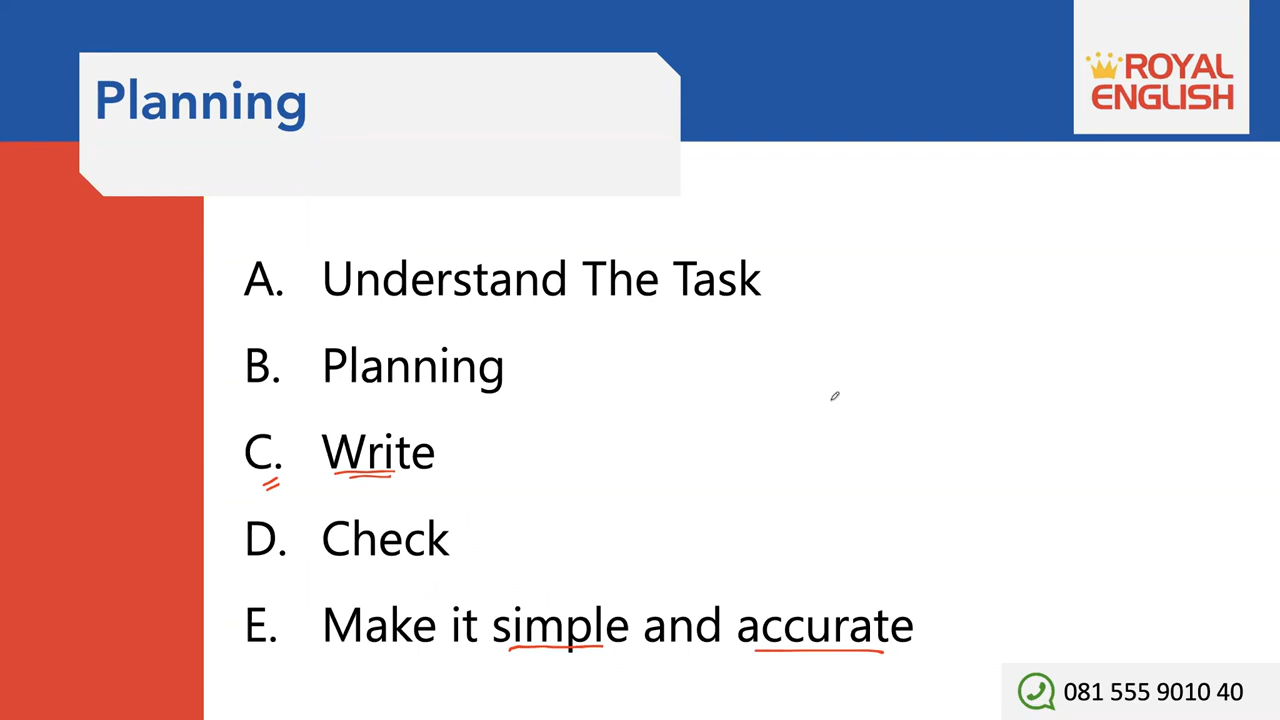 Planning
ROYAL
ENGLISH
A. Understand The Task
B. Planning
C. Write
D. Check
E. Make it simple and accurate
081 555 9010 40